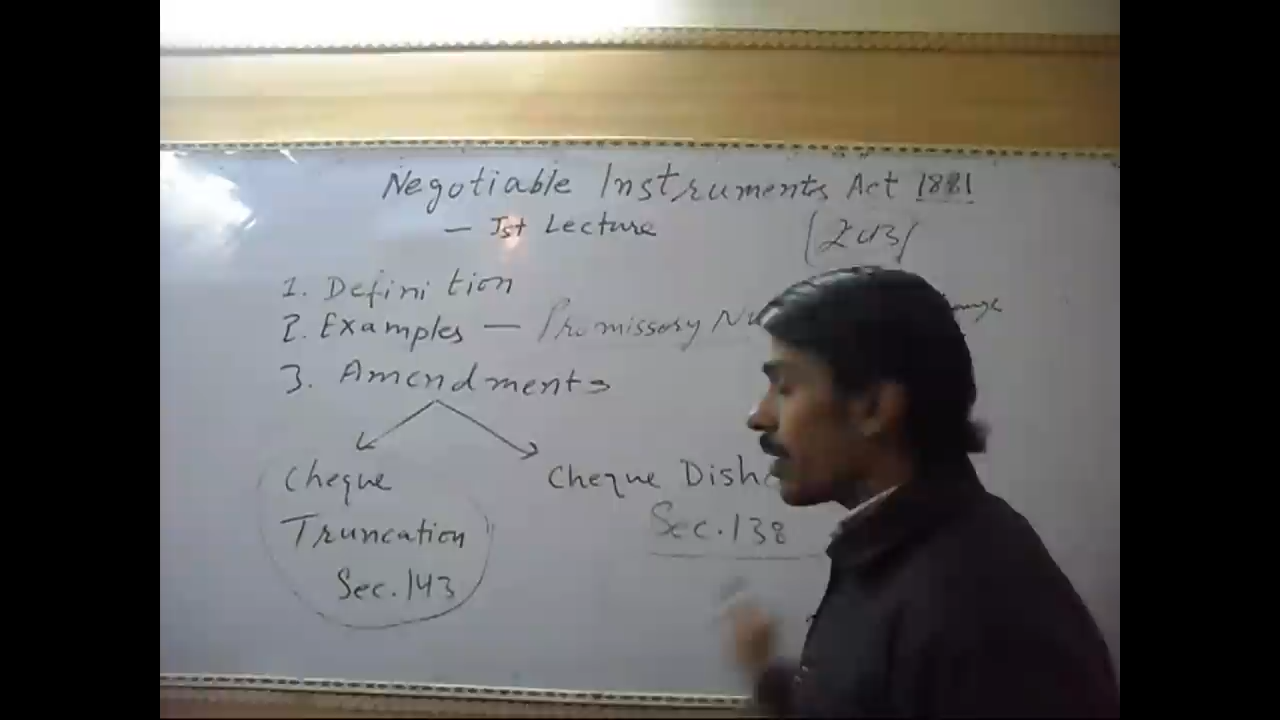 Negotiable Instruments Act 1881
— Ist Lecture
1. Definition
2. Examples — Promissory
3. Amendments
Cheque
Truncation
Sec. 143
Cheque Dish
Sec. 138